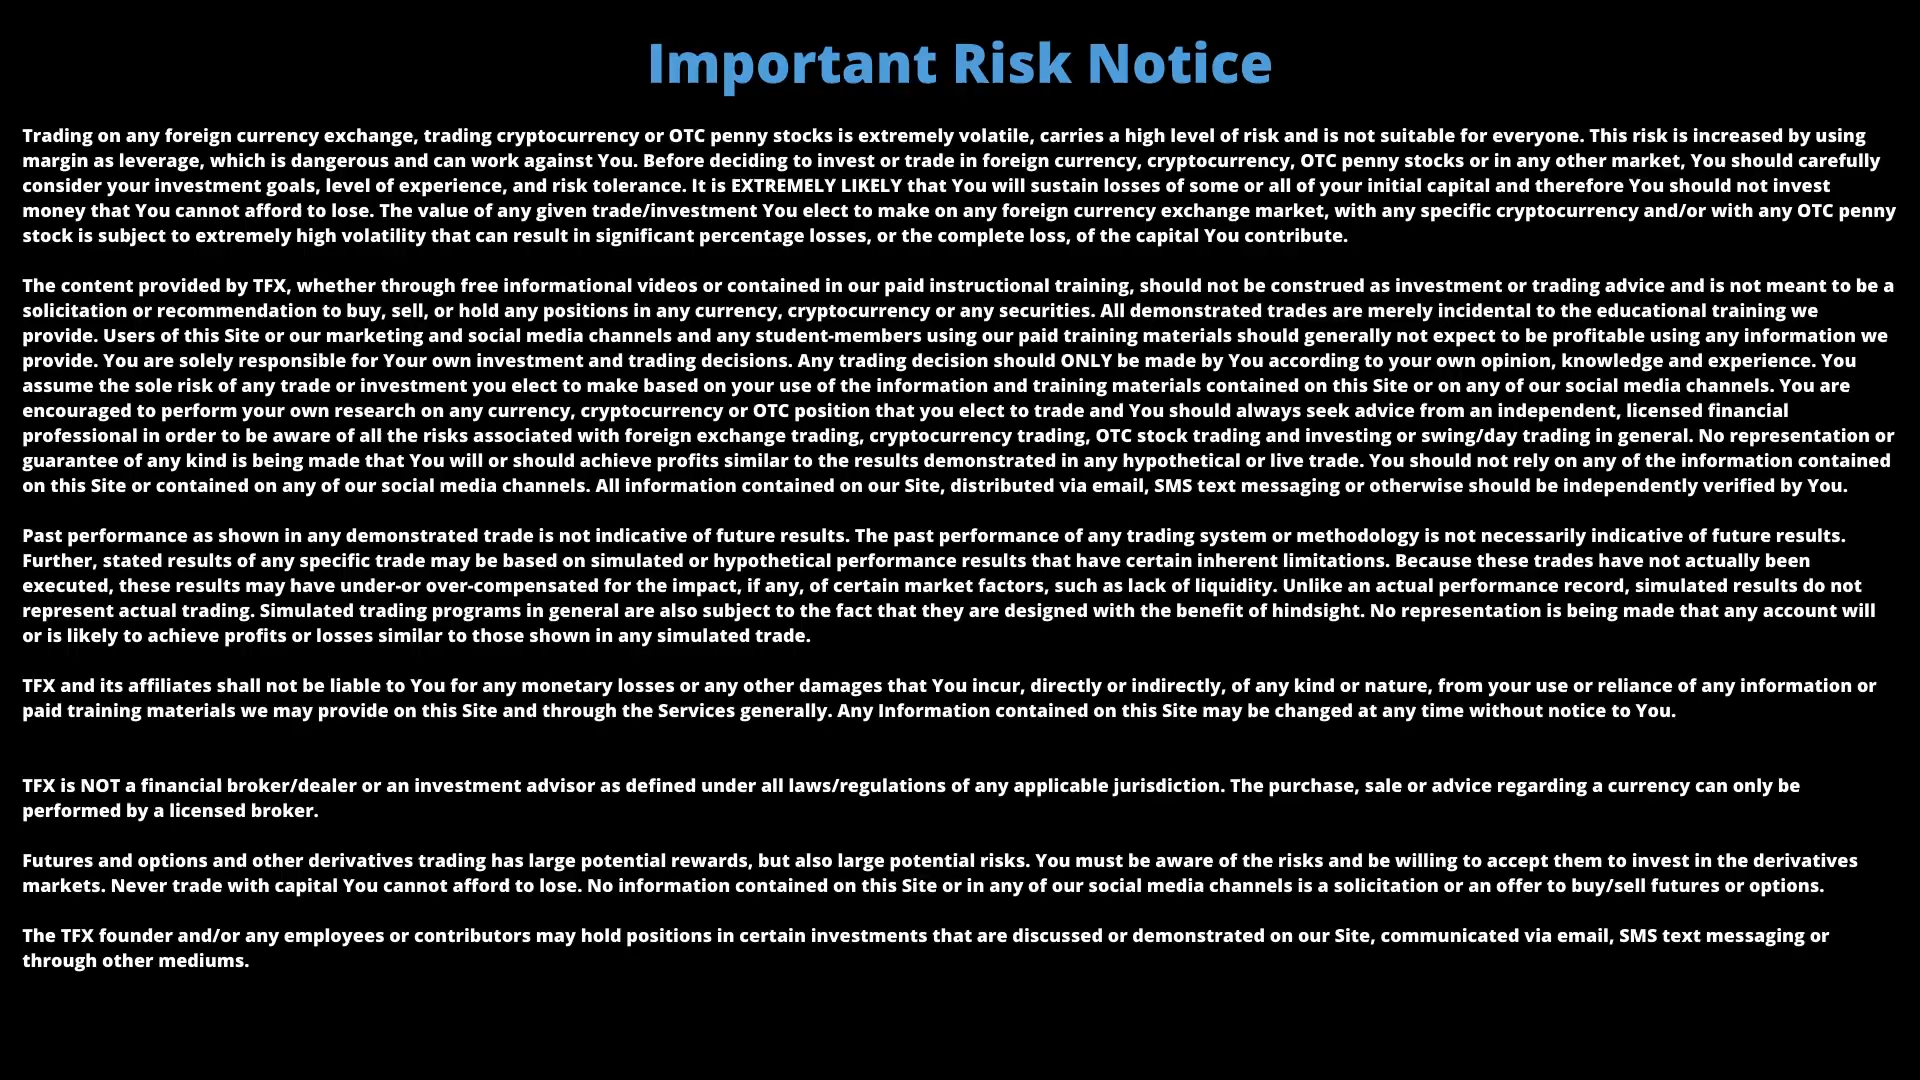 Important Risk Notice
Trading on any foreign currency exchange, trading cryptocurrency or OTC penny stocks is extremely volatile, carries a high level of risk and is not suitable for everyone. This risk is increased by using
margin as leverage, which is dangerous and can work against You. Before deciding to invest or trade in foreign currency, cryptocurrency, OTC penny stocks or in any other market, You should carefully
consider your investment goals, level of experience, and risk tolerance. It is EXTREMELY LIKELY that You will sustain losses of some or all of your initial capital and therefore You should not invest
money that You cannot afford to lose. The value of any given trade/investment You elect to make on any foreign currency exchange market, with any specific cryptocurrency and/or with any OTC penny
stock is subject to extremely high volatility that can result in significant percentage losses, or the complete loss, of the capital You contribute.
The content provided by TFX, whether through free informational videos or contained in our paid instructional training, should not be construed as investment or trading advice and is not meant to be a
solicitation or recommendation to buy, sell, or hold any positions in any currency, cryptocurrency or any securities. All demonstrated trades are merely incidental to the educational training we
provide. Users of this Site or our marketing and social media channels and any student-members using our paid training materials should generally not expect to be profitable using any information we
provide. You are solely responsible for Your own investment and trading decisions. Any trading decision should ONLY be made by You according to your own opinion, knowledge and experience. You
assume the sole risk of any trade or investment you elect to make based on your use of the information and training materials contained on this Site or on any of our social media channels. You are
encouraged to perform your own research on any currency, cryptocurrency or OTC position that you elect to trade and You should always seek advice from an independent, licensed financial
professional in order to be aware of all the risks associated with foreign exchange trading, cryptocurrency trading, OTC stock trading and investing or swing/day trading in general. No representation or
guarantee of any kind is being made that You will or should achieve profits similar to the results demonstrated in any hypothetical or live trade. You should not rely on any of the information contained
on this Site or contained on any of our social media channels. All information contained on our Site, distributed via email, SMS text messaging or otherwise should be independently verified by You.
Past performance as shown in any demonstrated trade is not indicative of future results. The past performance of any trading system or methodology is not necessarily indicative of future results.
Further, stated results of any specific trade may be based on simulated or hypothetical performance results that have certain inherent limitations. Because these trades have not actually been
executed, these results may have under-or over-compensated for the impact, if any, of certain market factors, such as lack of liquidity. Unlike an actual performance record, simulated results do not
represent actual trading. Simulated trading programs in general are also subject to the fact that they are designed with the benefit of hindsight. No representation is being made that any account will
or is likely to achieve profits or losses similar to those shown in any simulated trade.
TFX and its affiliates shall not be liable to You for any monetary losses or any other damages that You incur, directly or indirectly, of any kind or nature, from your use or reliance of any information or
paid training materials we may provide on this Site and through the Services generally. Any Information contained on this Site may be changed at any time without notice to You.
TFX is NOT a financial broker/dealer or an investment advisor as defined under all laws/regulations of any applicable jurisdiction. The purchase, sale or advice regarding a currency can only be
performed by a licensed broker.
Futures and options and other derivatives trading has large potential rewards, but also large potential risks. You must be aware of the risks and be willing to accept them to invest in the derivatives
markets. Never trade with capital You cannot afford to lose. No information contained on this Site or in any of our social media channels is a solicitation or an offer to buy/sell futures or options.
The TFX founder and/or any employees or contributors may hold positions in certain investments that are discussed or demonstrated on our Site, communicated via email, SMS text messaging or
through other mediums.